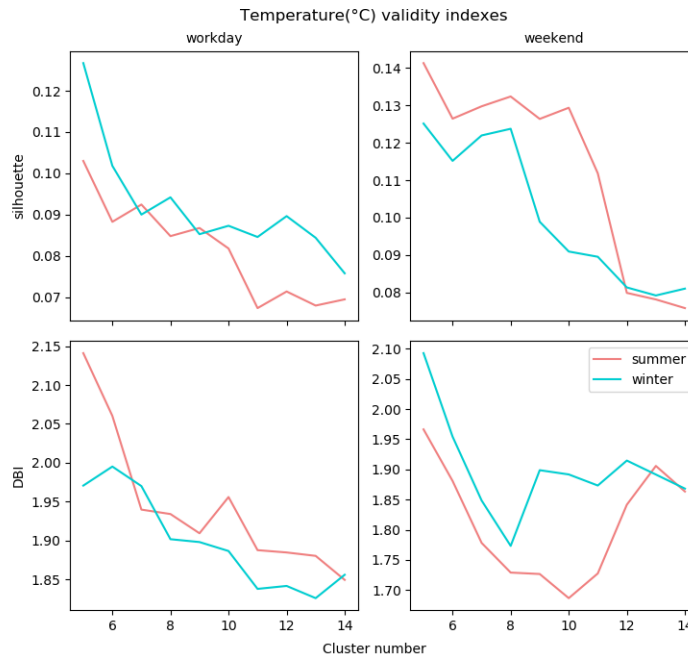 Temperature(°C) validity indexes
workday
weekend
silhouette
0.12
0.11
0.10
0.09
0.08
0.07
0.14
0.13
0.12
0.11
0.10
0.09
0.08
DBI
2.15
2.10
2.05
2.00
1.95
1.90
1.85
2.10
2.05
2.00
1.95
1.90
1.85
1.80
1.75
1.70
summer
winter
6 8 10 12 14
6 8 10 12 14
Cluster number